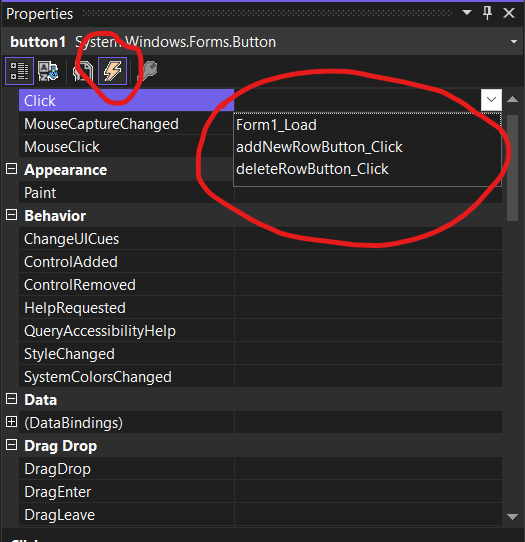 Properties
button1 System.Windows.Forms.Button
Click
Form1_Load
addNewRowButton_Click
deleteRowButton_Click
MouseCaptureChanged
MouseClick
Appearance
Paint
Behavior
ChangeUICues
ControlAdded
ControlRemoved
HelpRequested
QueryAccessibilityHelp
StyleChanged
SystemColorsChanged
Data
(DataBindings)
Drag Drop
DragDrop
DragEnter
DragLeave